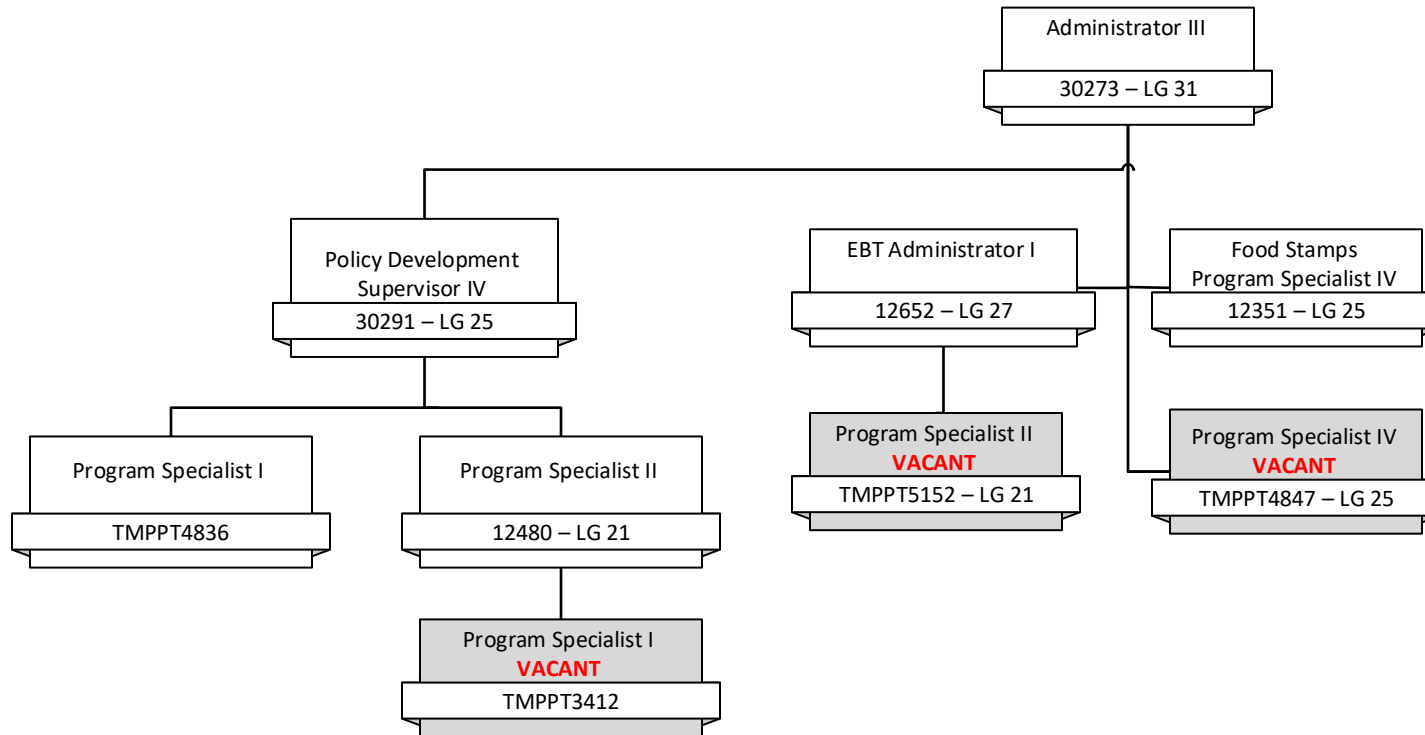 Administrator III
30273 – LG 31
Policy Development
Supervisor IV
30291 – LG 25
EBT Administrator I
12652 – LG 27
Food Stamps
Program Specialist IV
12351 – LG 25
Program Specialist I
TMPPT4836
Program Specialist II
12480 – LG 21
Program Specialist II
VACANT
TMPPT5152 – LG 21
Program Specialist IV
VACANT
TMPPT4847 – LG 25
Program Specialist I
VACANT
TMPPT3412